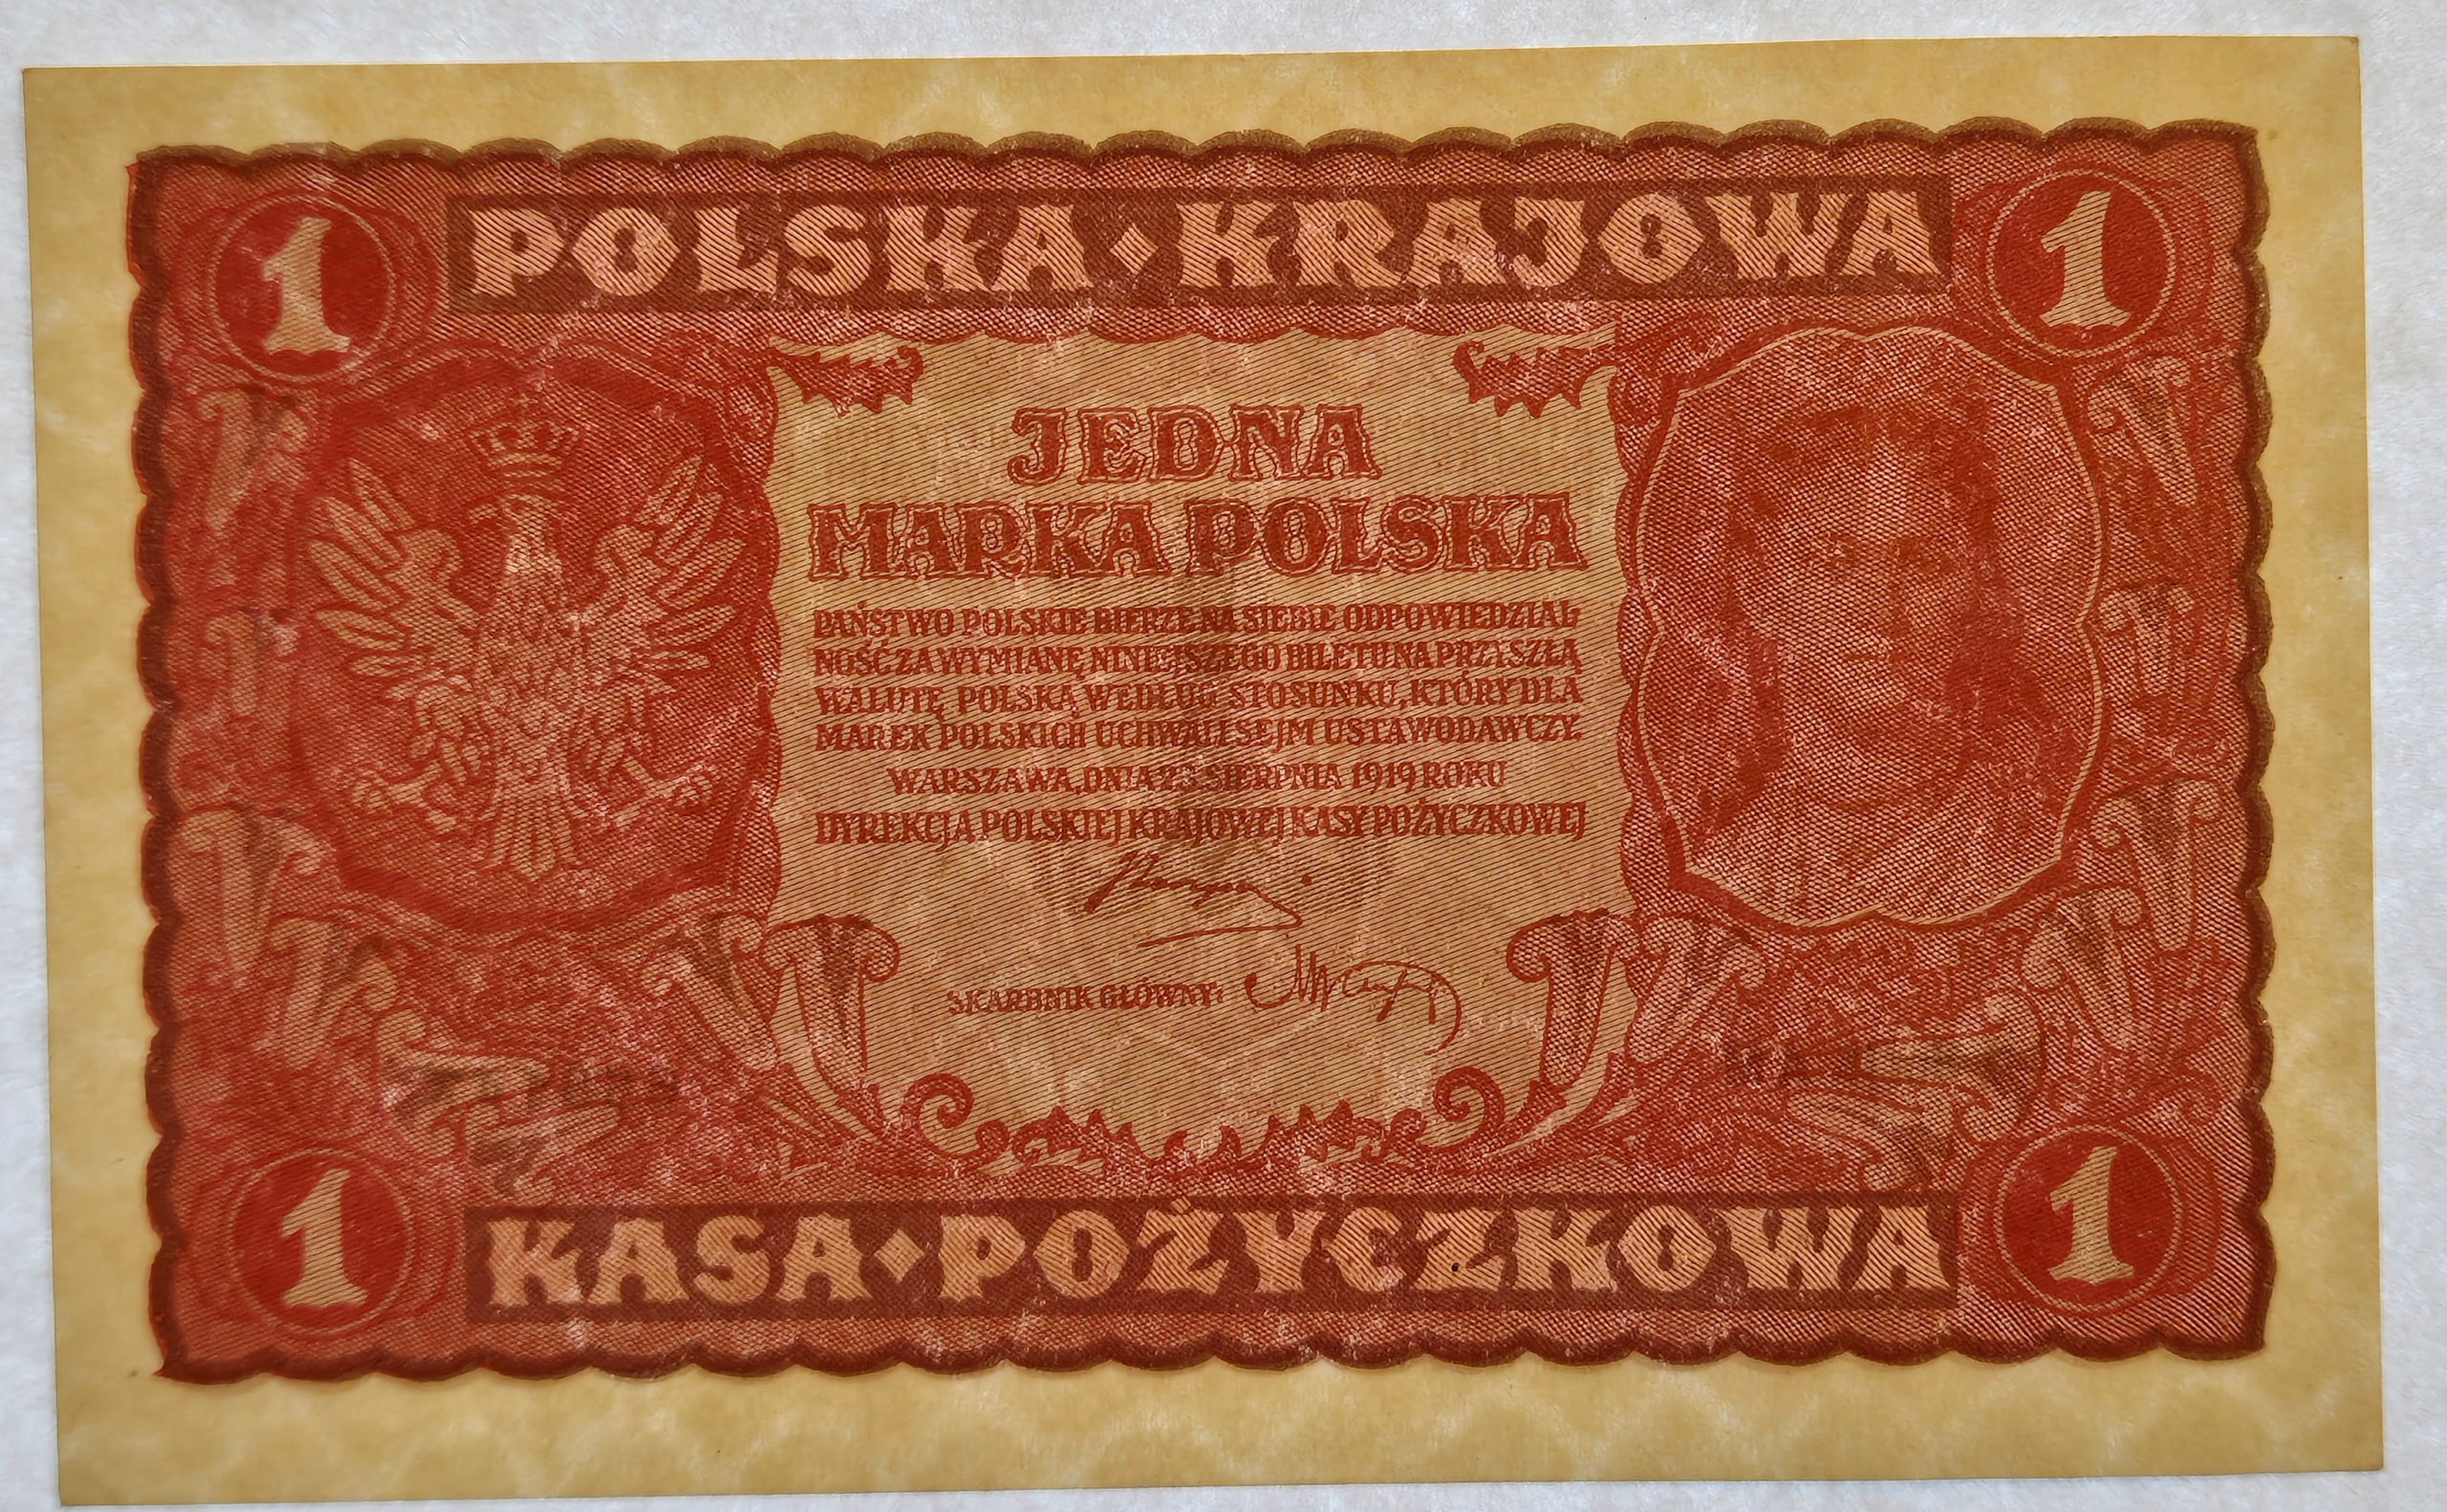 1 POLSKA◆KRAJOWA 1
JEDNA
MARKA POLSKA
PAŃSTWO POLSKIE BIERZE NA SIEBIE ODPOWIEDZIAL-
NOŚĆ ZA WYMIANĘ NINIEJSZEGO BILETU NA PRZYSZŁĄ
WALUTĘ POLSKĄ WEDŁUG STOSUNKU, KTÓRY DLA
MAREK POLSKICH UCHWALI SEJM USTAWODAWCZY.
WARSZAWA, DNIA 23. SIERPNIA 1919 ROKU
DYREKCJA POLSKIEJ KRAJOWEJ KASY POŻYCZKOWEJ
SKARBNIK GŁÓWNY:
1 KASA◆POŻYCZKOWA 1